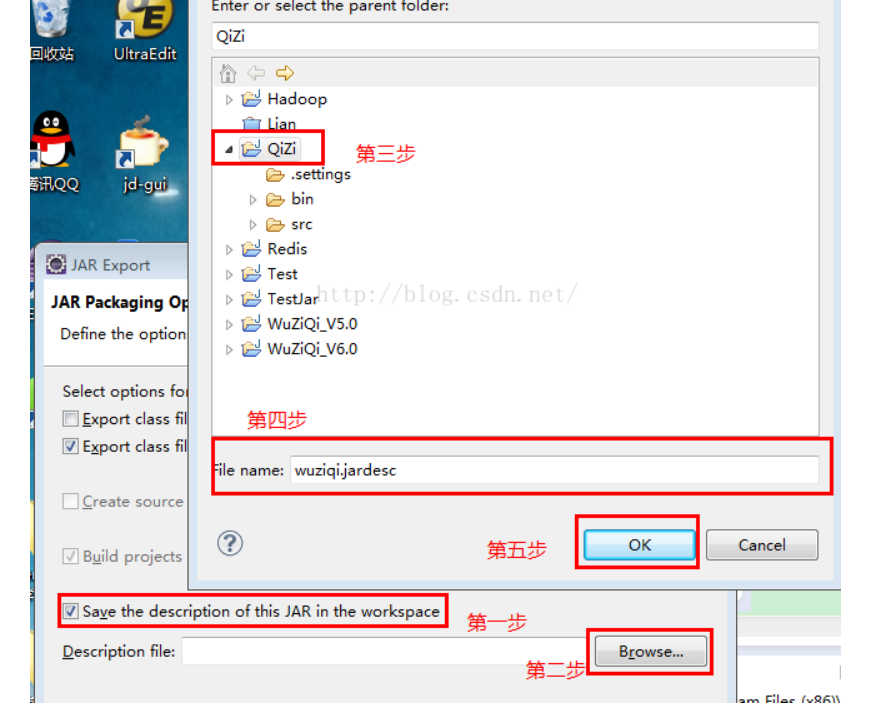 Enter or select the parent folder:
QiZi
回收站
UltraEdit
Hadoop
Lian
QiZi
第三步
腾讯QQ
jd-gui
.settings
bin
src
Redis
JAR Export
Test
http://blog.csdn.net/
TestJar
JAR Packaging Op
WuZiQi_V5.0
Define the option
WuZiQi_V6.0
Select options for
Export class fil
第四步
Export class fil
File name: wuziqi.jardesc
Create source
第五步
OK
Cancel
Build projects
Save the description of this JAR in the workspace
第一步
Description file:
Browse...
第二步
am Files (x86)\